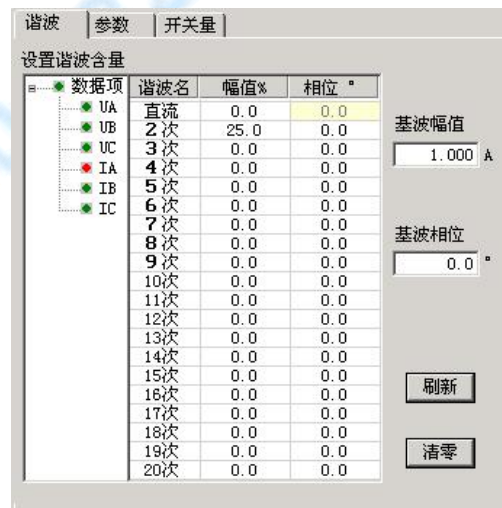 谐波 参数 开关量
设置谐波含量
数据项
UA
UB
UC
IA
IB
IC
谐波名 幅值% 相位 °
直流 0.0 0.0
2次 25.0 0.0
3次 0.0 0.0
4次 0.0 0.0
5次 0.0 0.0
6次 0.0 0.0
7次 0.0 0.0
8次 0.0 0.0
9次 0.0 0.0
10次 0.0 0.0
11次 0.0 0.0
12次 0.0 0.0
13次 0.0 0.0
14次 0.0 0.0
15次 0.0 0.0
16次 0.0 0.0
17次 0.0 0.0
18次 0.0 0.0
19次 0.0 0.0
20次 0.0 0.0
基波幅值
1.000 A
基波相位
0.0 °
刷新
清零